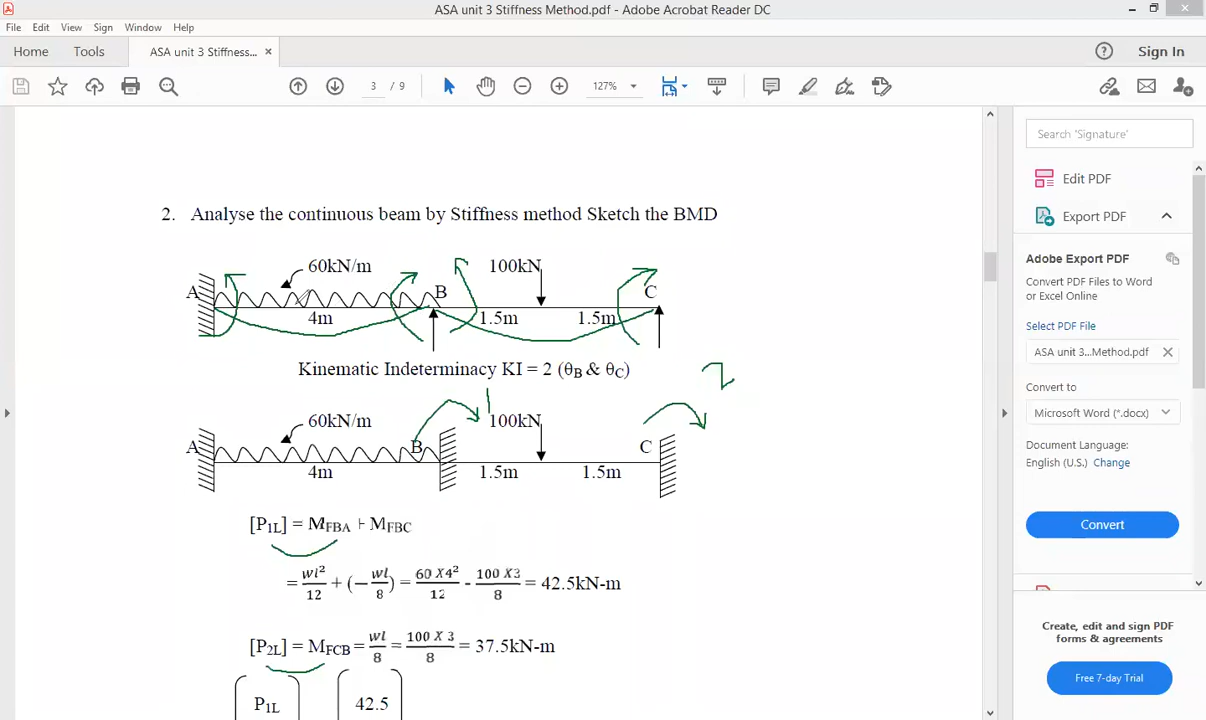 ASA unit 3 Stiffness Method.pdf - Adobe Acrobat Reader DC
File Edit View Sign Window Help
Home Tools ASA unit 3 Stiffness... × Sign In
3 / 9 127%
Search 'Signature'
Edit PDF
Export PDF
Adobe Export PDF
Convert PDF Files to Word
or Excel Online
Select PDF File
ASA unit 3...Method.pdf
Convert to
Microsoft Word (*.docx)
Document Language:
English (U.S.) Change
Convert
Create, edit and sign PDF
forms & agreements
Free 7-day Trial
2. Analyse the continuous beam by Stiffness method Sketch the BMD
60kN/m 100kN
A B C
4m 1.5m 1.5m
Kinematic Indeterminacy KI = 2 (θB & θC)
1 2
60kN/m 100kN
A B C
4m 1.5m 1.5m
[P1L] = MFBA + MFBC
= wl²/12 + (−wl/8) = 60 X4²/12 - 100 X3/8 = 42.5kN-m
[P2L] = MFCB = wl/8 = 100 X 3/8 = 37.5kN-m
P1L 42.5